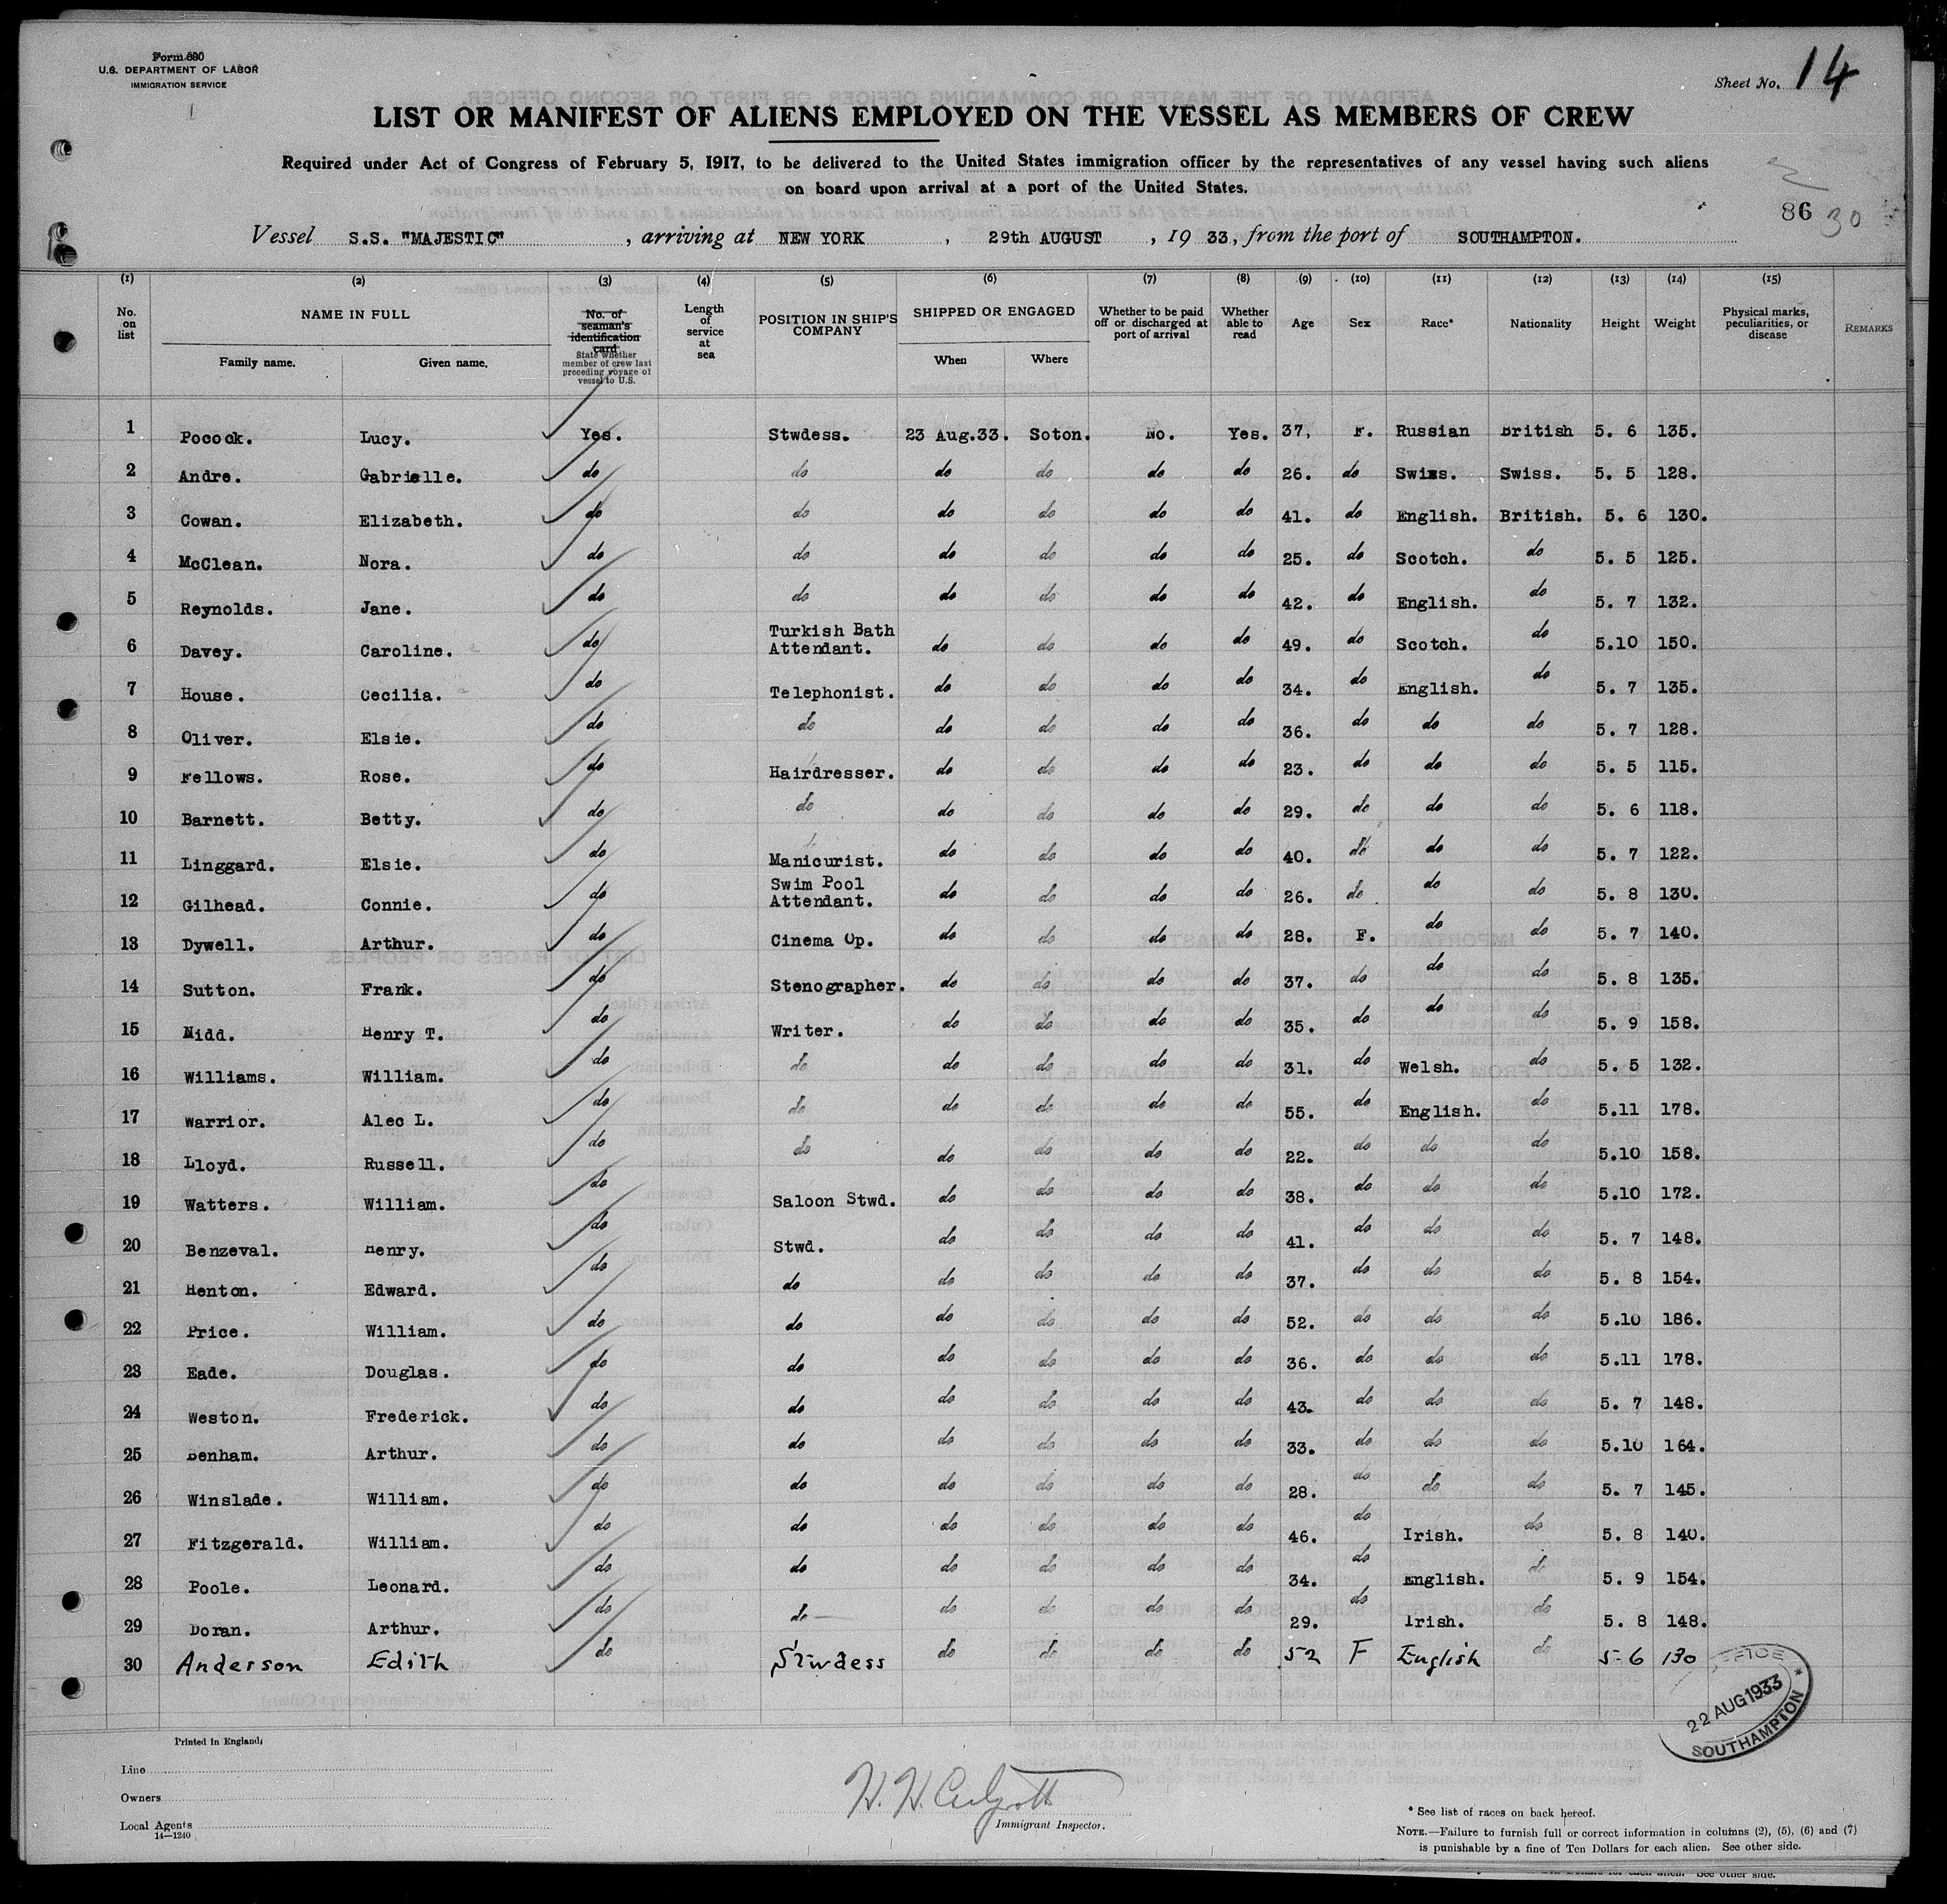 Form 680
U.S. DEPARTMENT OF LABOR
IMMIGRATION SERVICE
Sheet No. 14
LIST OR MANIFEST OF ALIENS EMPLOYED ON THE VESSEL AS MEMBERS OF CREW
Required under Act of Congress of February 5, 1917, to be delivered to the United States immigration officer by the representatives of any vessel having such aliens
on board upon arrival at a port of the United States.
86 30
Vessel S.S. "MAJESTIC", arriving at NEW YORK, 29th AUGUST, 19 33, from the port of SOUTHAMPTON.
(1) (2) (3) (4) (5) (6) (7) (8) (9) (10) (11) (12) (13) (14) (15)
No. on list NAME IN FULL Family name. Given name. No. of seaman's identification card State whether member of crew last preceding voyage of vessel to U.S. Length of service at sea POSITION IN SHIP'S COMPANY SHIPPED OR ENGAGED When Where Whether to be paid off or discharged at port of arrival Whether able to read Age Sex Race* Nationality Height Weight Physical marks, peculiarities, or disease REMARKS
1 Pocock. Lucy. Yes. Stwdess. 23 Aug.33. Soton. No. Yes. 37, F. Russian British 5. 6 135.
2 Andre. Gabrielle. do do do do do do 26. do Swiss. Swiss. 5. 5 128.
3 Cowan. Elizabeth. do do do do do do 41. do English. British. 5. 6 130.
4 McClean. Nora. do do do do do do 25. do Scotch. do 5. 5 125.
5 Reynolds. Jane. do do do do do do 42. do English. do 5. 7 132.
6 Davey. Caroline. do Turkish Bath Attendant. do do do do 49. do Scotch. do 5.10 150.
7 House. Cecilia. do Telephonist. do do do do 34. do English. do 5. 7 135.
8 Oliver. Elsie. do do do do do do 36. do do do 5. 7 128.
9 Fellows. Rose. do Hairdresser. do do do do 23. do do do 5. 5 115.
10 Barnett. Betty. do do do do do do 29. do do do 5. 6 118.
11 Linggard. Elsie. do Manicurist. do do do do 40. do do do 5. 7 122.
12 Gilhead. Connie. do Swim Pool Attendant. do do do do 26. do do do 5. 8 130.
13 Dywell. Arthur. do Cinema Op. do do do do 28. F. do do 5. 7 140.
14 Sutton. Frank. do Stenographer. do do do do 37. do do do 5. 8 135.
15 Nidd. Henry T. do Writer. do do do do 35. do do do 5. 9 158.
16 Williams. William. do do do do do do 31. do Welsh. do 5. 5 132.
17 Warrior. Alec L. do do do do do do 55. do English. do 5.11 178.
18 Lloyd. Russell. do do do do do do 22. do do do 5.10 158.
19 Watters. William. do Saloon Stwd. do do do do 38. do do do 5.10 172.
20 Benzeval. Henry. do Stwd. do do do do 41. do do do 5. 7 148.
21 Henton. Edward. do do do do do do 37. do do do 5. 8 154.
22 Price. William. do do do do do do 52. do do do 5.10 186.
23 Eade. Douglas. do do do do do do 36. do do do 5.11 178.
24 Weston. Frederick. do do do do do do 43. do do do 5. 7 148.
25 Denham. Arthur. do do do do do do 33. do do do 5.10 164.
26 Winslade. William. do do do do do do 28. do do do 5. 7 145.
27 Fitzgerald. William. do do do do do do 46. do Irish. do 5. 8 140.
28 Poole. Leonard. do do do do do do 34. do English. do 5. 9 154.
29 Doran. Arthur. do do do do do do 29. do Irish. do 5. 8 148.
30 Anderson Edith do Stwdess do do do do 52 F English do 5-6 130
OFFICE
22 AUG 1933
SOUTHAMPTON
Printed in England.
Line
Owners
Local Agents
14—1240
Immigrant Inspector.
* See list of races on back hereof.
NOTE.—Failure to furnish full or correct information in columns (2), (5), (6) and (7)
is punishable by a fine of Ten Dollars for each alien. See other side.